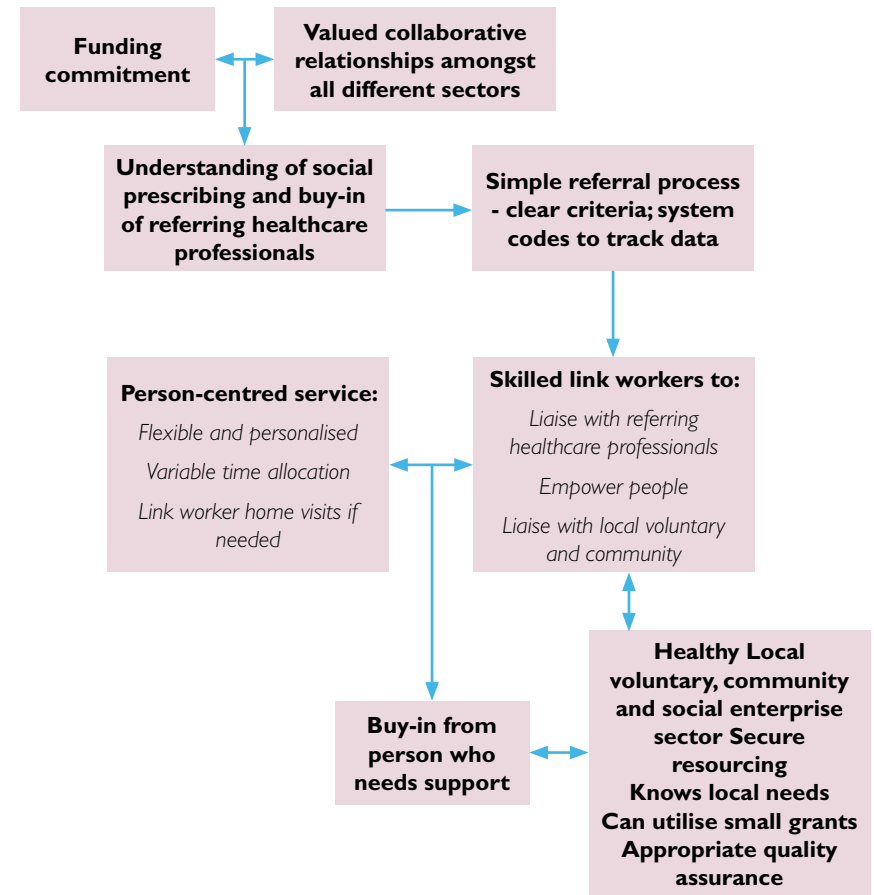 Funding
commitment
Valued collaborative
relationships amongst
all different sectors
Understanding of social
prescribing and buy-in
of referring healthcare
professionals
Simple referral process
- clear criteria; system
codes to track data
Person-centred service:
Flexible and personalised
Variable time allocation
Link worker home visits if
needed
Skilled link workers to:
Liaise with referring
healthcare professionals
Empower people
Liaise with local voluntary
and community
Buy-in from
person who
needs support
Healthy Local
voluntary, community
and social enterprise
sector Secure
resourcing
Knows local needs
Can utilise small grants
Appropriate quality
assurance